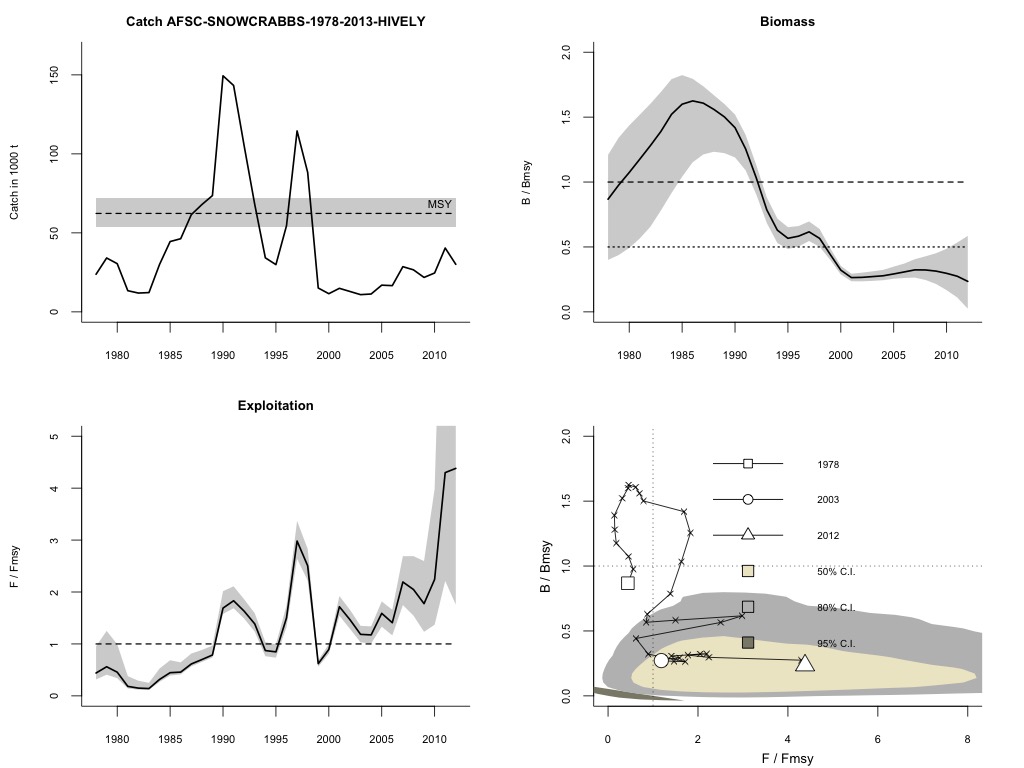 Catch AFSC-SNOWCRABBS-1978-2013-HIVELY
Catch in 1000 t
150
100
50
0
MSY
1980 1985 1990 1995 2000 2005 2010
Biomass
B / Bmsy
2.0
1.5
1.0
0.5
0.0
1980 1985 1990 1995 2000 2005 2010
Exploitation
F / Fmsy
5
4
3
2
1
0
1980 1985 1990 1995 2000 2005 2010
B / Bmsy
2.0
1.5
1.0
0.5
0.0
1978
2003
2012
50% C.I.
80% C.I.
95% C.I.
0 2 4 6 8
F / Fmsy